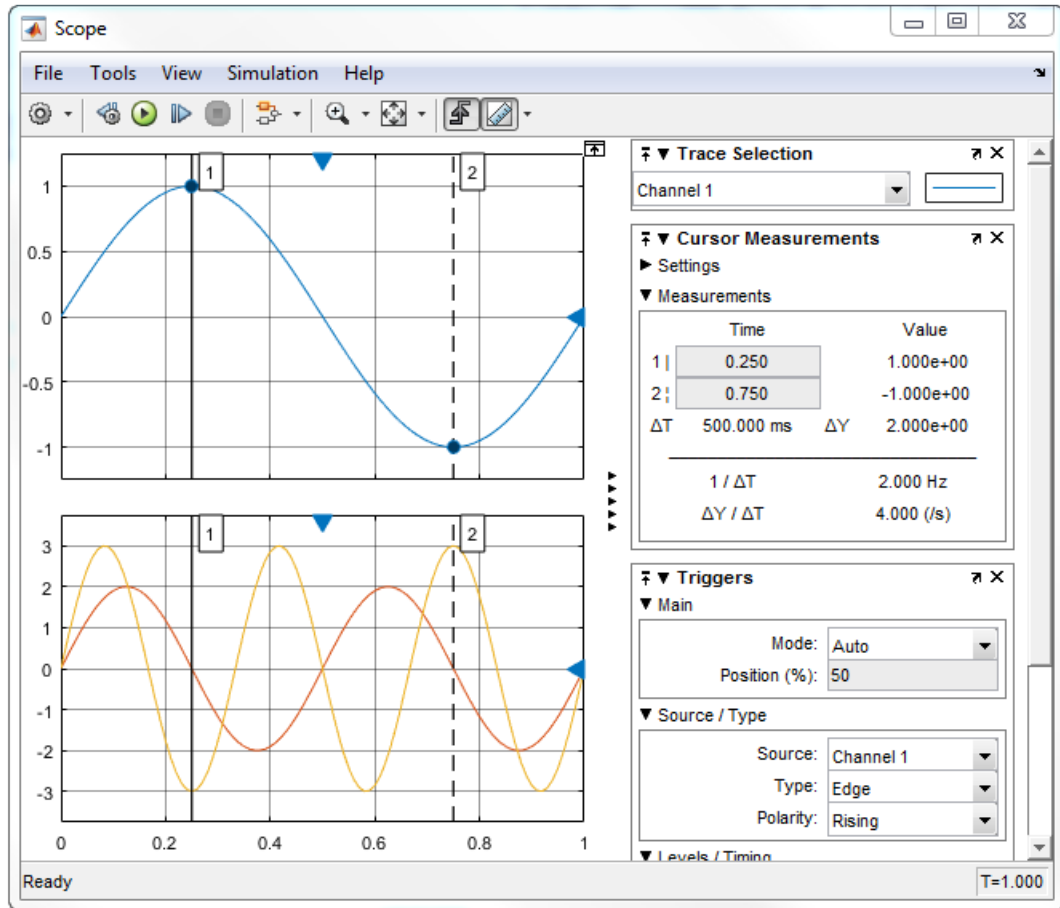 Scope
File Tools View Simulation Help
1 2
1
0.5
0
-0.5
-1
1 2
3
2
1
0
-1
-2
-3
0 0.2 0.4 0.6 0.8 1
Trace Selection
Channel 1
Cursor Measurements
Settings
Measurements
Time Value
1 | 0.250 1.000e+00
2 ¦ 0.750 -1.000e+00
ΔT 500.000 ms ΔY 2.000e+00
1 / ΔT 2.000 Hz
ΔY / ΔT 4.000 (/s)
Triggers
Main
Mode: Auto
Position (%): 50
Source / Type
Source: Channel 1
Type: Edge
Polarity: Rising
Levels / Timing
Ready T=1.000